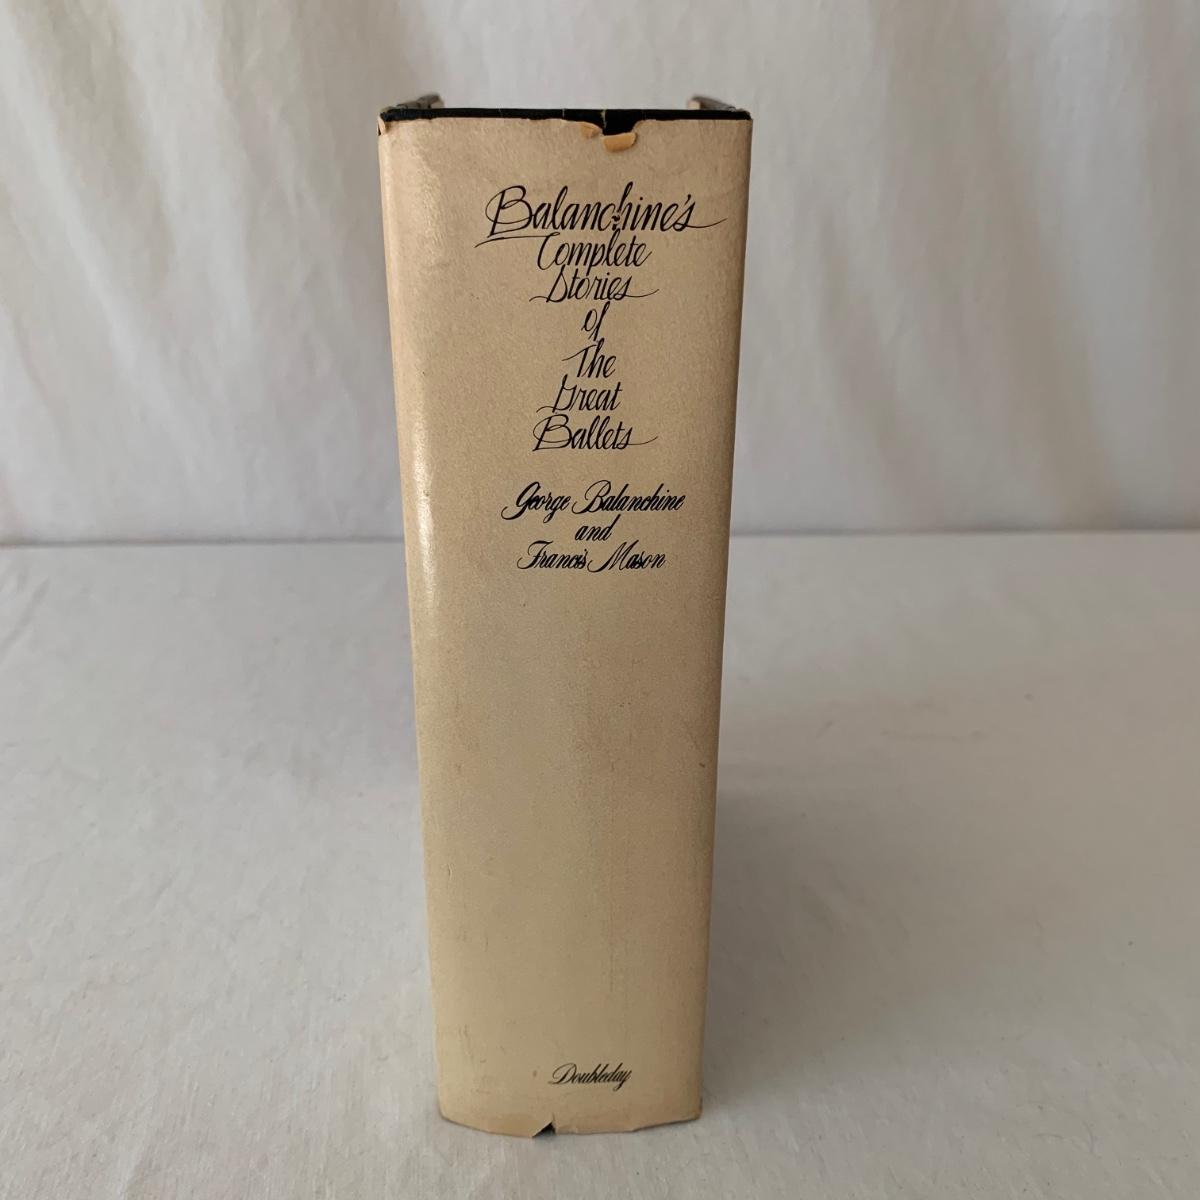 Balanchine's
Complete
Stories
of
The
Great
Ballets
George Balanchine
and
Francis Mason
Doubleday